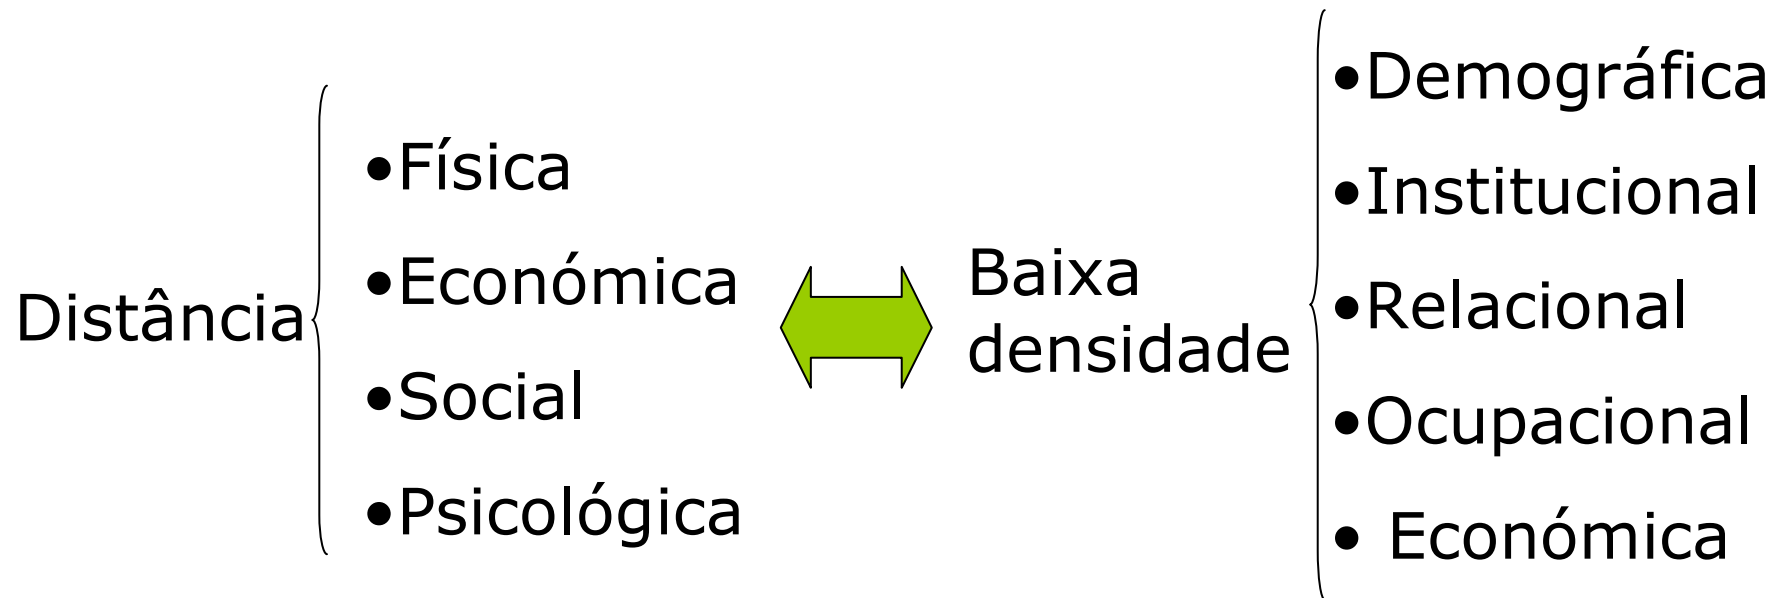 Distância
•Física
•Económica
•Social
•Psicológica
Baixa
densidade
•Demográfica
•Institucional
•Relacional
•Ocupacional
• Económica